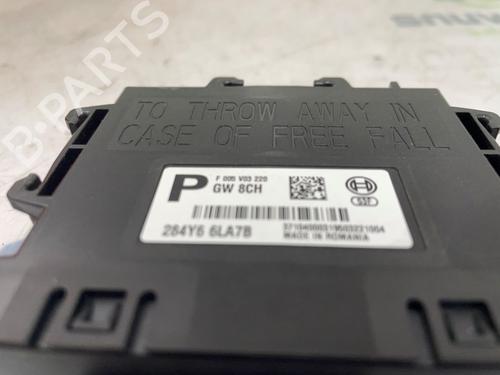 B-PARTS
TO THROW AWAY IN
CASE OF FREE FALL
P
F 005 V03 220
GW 8CH
284Y6 6LA7B
MADE IN ROMANIA